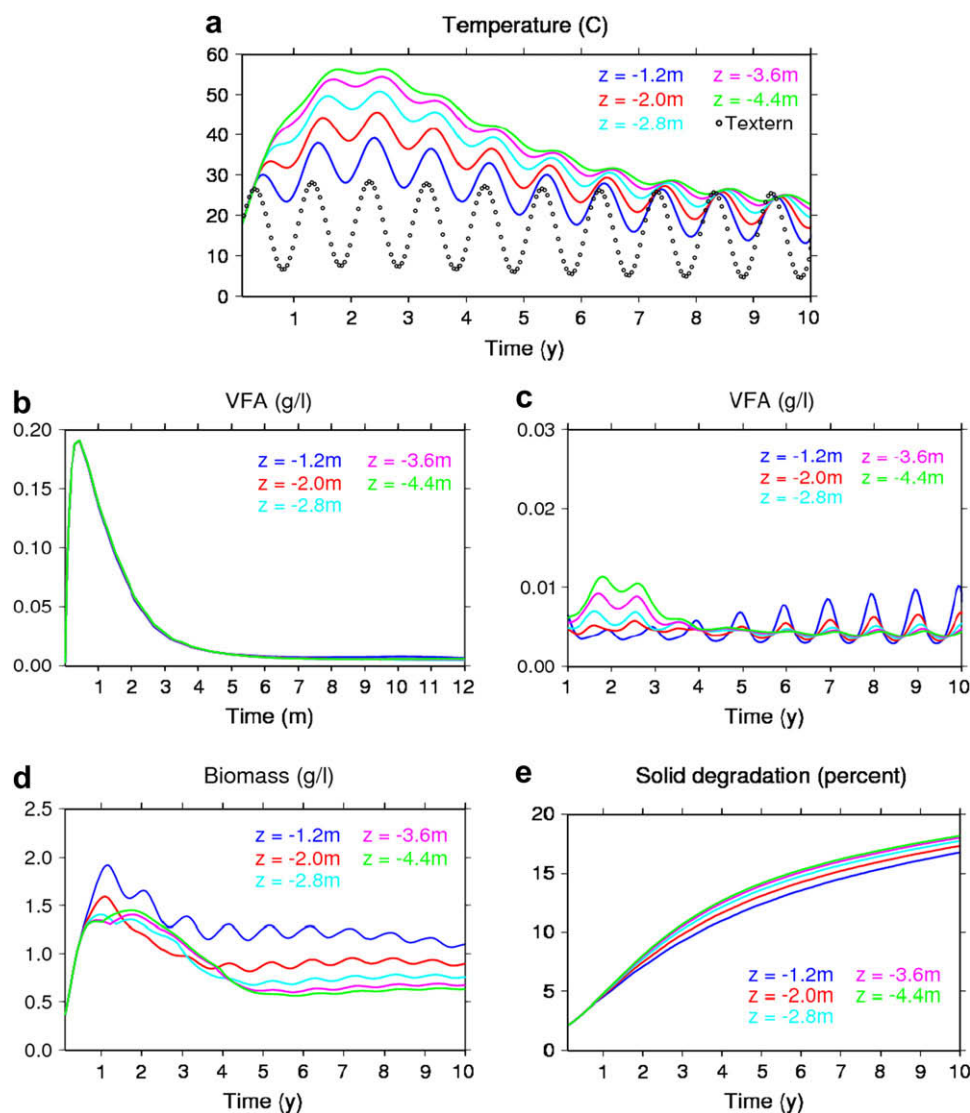 a
Temperature (C)
60
50
40
30
20
10
0
z = -1.2m z = -3.6m
z = -2.0m z = -4.4m
z = -2.8m Textern
1 2 3 4 5 6 7 8 9 10
Time (y)
b
VFA (g/l)
0.20
0.15
0.10
0.05
0.00
z = -1.2m z = -3.6m
z = -2.0m z = -4.4m
z = -2.8m
1 2 3 4 5 6 7 8 9 10 11 12
Time (m)
c
VFA (g/l)
0.03
0.02
0.01
0.00
z = -1.2m z = -3.6m
z = -2.0m z = -4.4m
z = -2.8m
1 2 3 4 5 6 7 8 9 10
Time (y)
d
Biomass (g/l)
2.5
2.0
1.5
1.0
0.5
0.0
z = -1.2m z = -3.6m
z = -2.0m z = -4.4m
z = -2.8m
1 2 3 4 5 6 7 8 9 10
Time (y)
e
Solid degradation (percent)
20
15
10
5
0
z = -1.2m z = -3.6m
z = -2.0m z = -4.4m
z = -2.8m
1 2 3 4 5 6 7 8 9 10
Time (y)